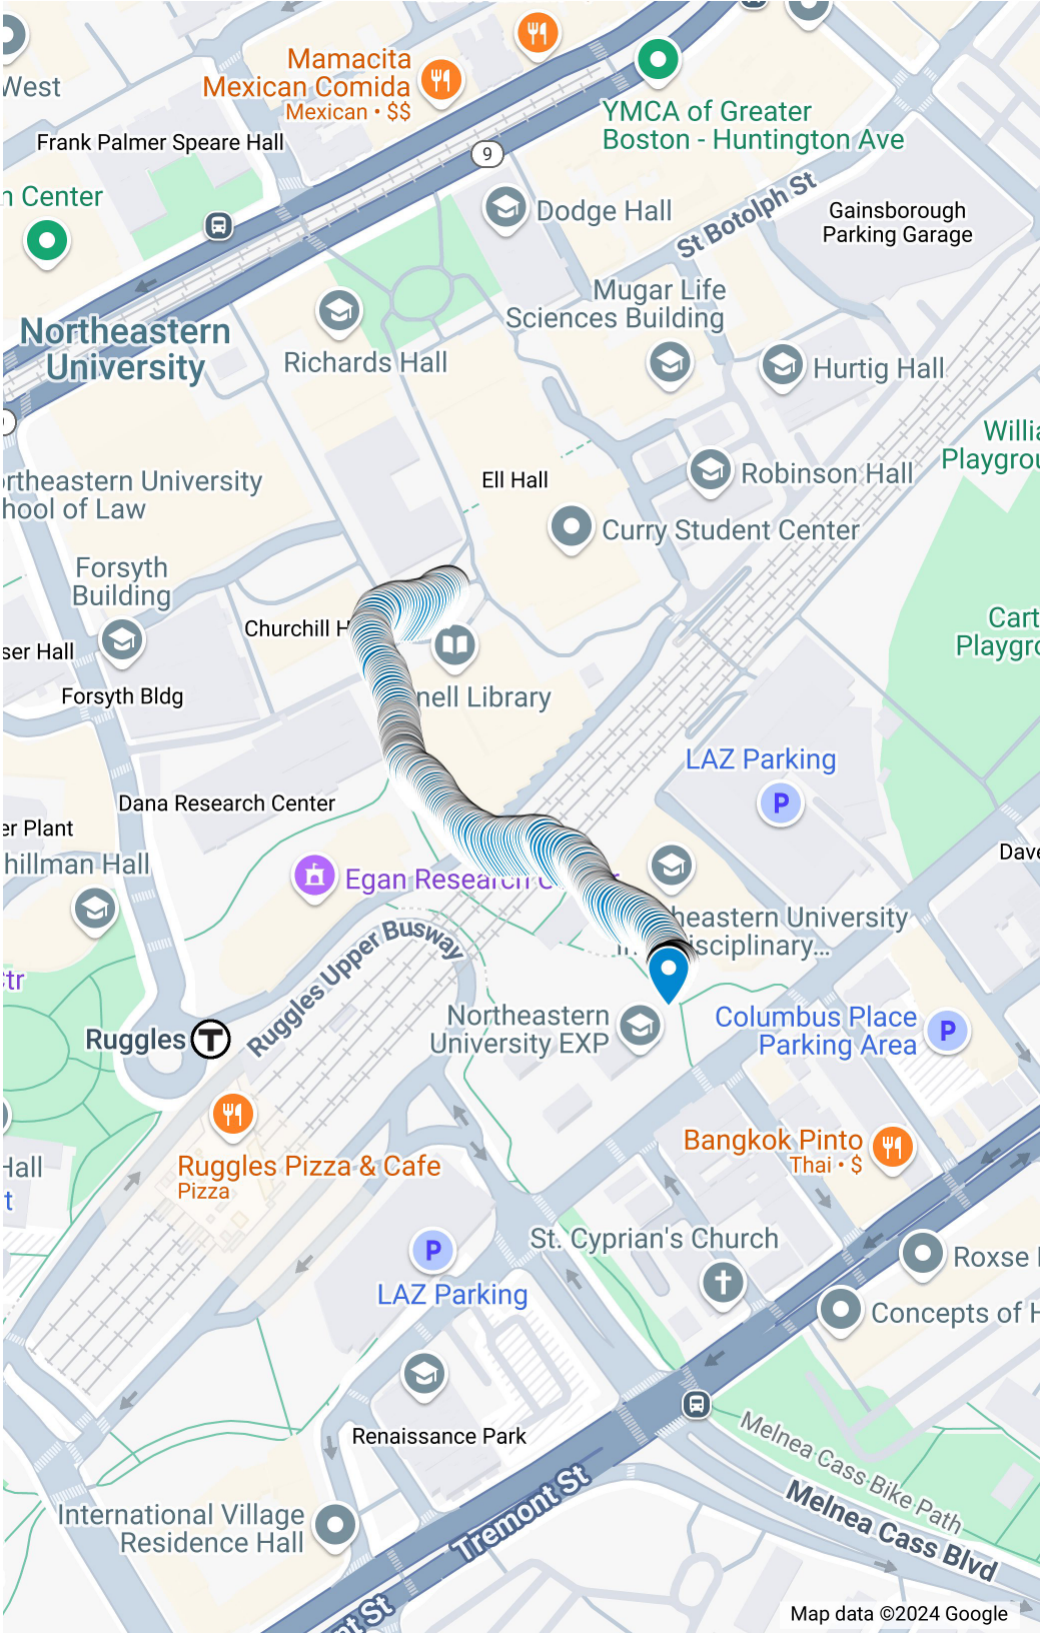 West
Mamacita
Mexican Comida
Mexican • $$
YMCA of Greater
Boston - Huntington Ave
Frank Palmer Speare Hall
9
n Center
Dodge Hall
St Botolph St
Gainsborough
Parking Garage
Mugar Life
Sciences Building
Northeastern
University
Richards Hall
Hurtig Hall
Willia
Playgrou
rtheastern University
hool of Law
Ell Hall
Robinson Hall
Curry Student Center
Forsyth
Building
Churchill H
ser Hall
Cart
Playgro
Forsyth Bldg
nell Library
LAZ Parking
P
Dana Research Center
er Plant
hillman Hall
Dave
Egan Research C r
heastern University
In isciplinary...
Ruggles Upper Busway
Ctr
Ruggles
T
Northeastern
University EXP
Columbus Place
Parking Area
P
Bangkok Pinto
Thai • $
Hall
t
Ruggles Pizza & Cafe
Pizza
St. Cyprian's Church
P
LAZ Parking
Roxse
Concepts of H
Renaissance Park
Melnea Cass Bike Path
Melnea Cass Blvd
Tremont St
International Village
Residence Hall
nt St
Map data ©2024 Google